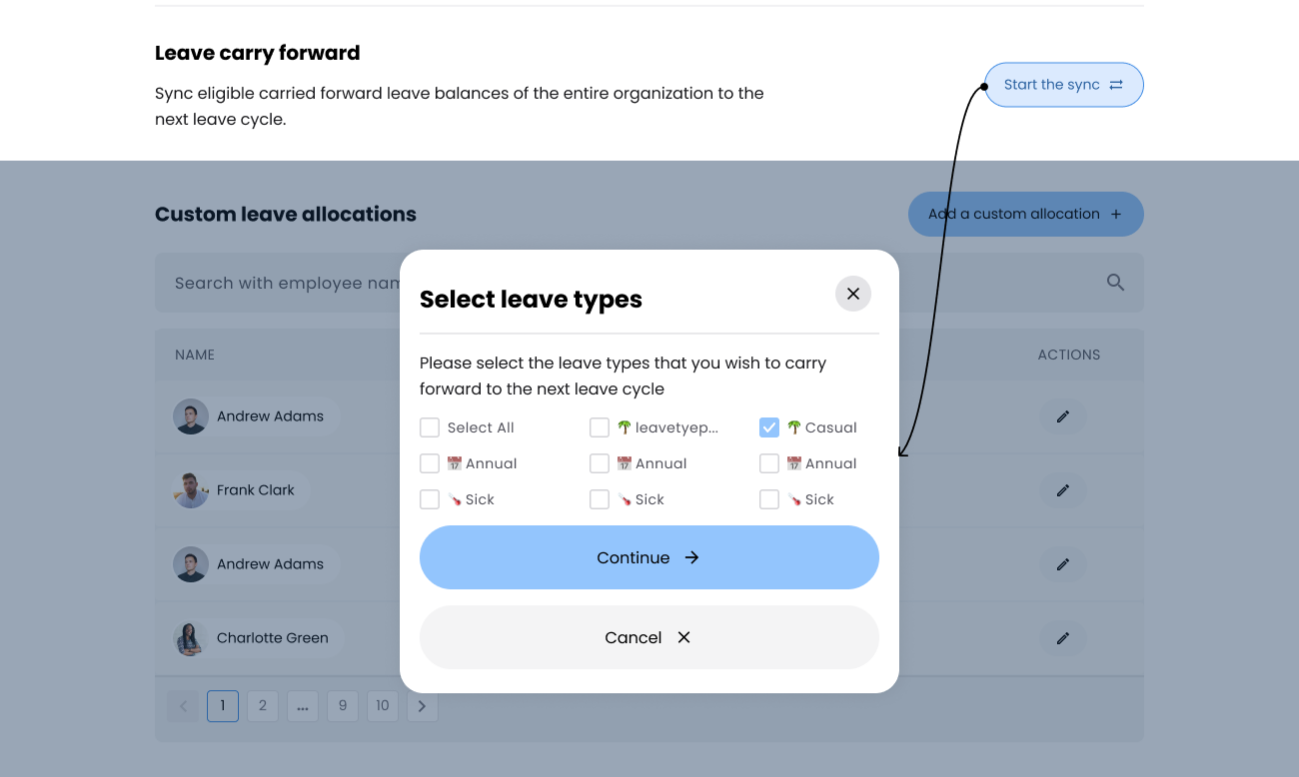 Leave carry forward
Sync eligible carried forward leave balances of the entire organization to the
next leave cycle.
Start the sync
Custom leave allocations
Add a custom allocation +
Search with employee nam
Select leave types
NAME
ACTIONS
Please select the leave types that you wish to carry
forward to the next leave cycle
Select All
leavetyep...
Casual
Annual
Annual
Annual
Sick
Sick
Sick
Continue
Cancel
Andrew Adams
Frank Clark
Andrew Adams
Charlotte Green
1 2 ... 9 10